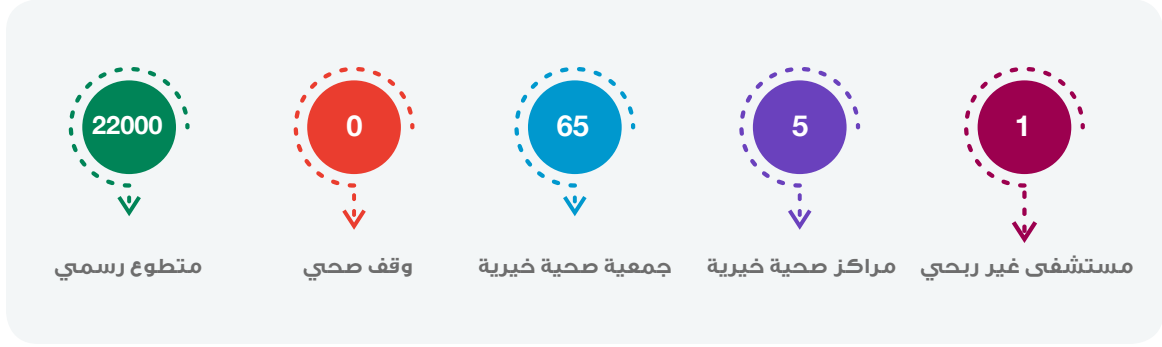 1
5
65
0
22000
مستشفى غير ربحي
مراكز صحية خيرية
جمعية صحية خيرية
وقف صحي
متطوع رسمي